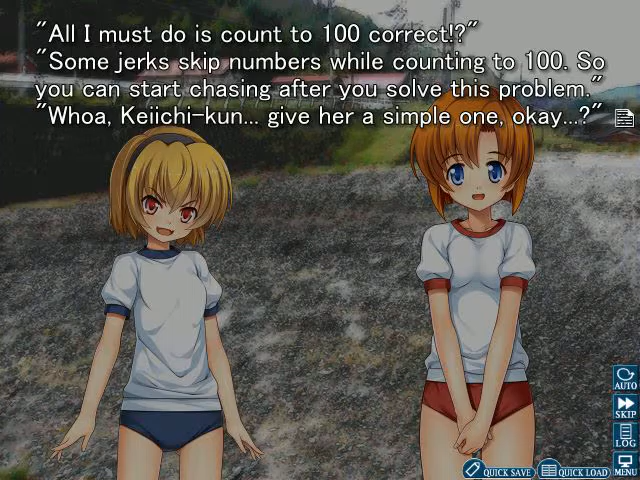 "All I must do is count to 100 correct!?"
"Some jerks skip numbers while counting to 100. So
you can start chasing after you solve this problem."
"Whoa, Keiichi-kun... give her a simple one, okay...?"
AUTO
SKIP
LOG
QUICK SAVE
QUICK LOAD
MENU